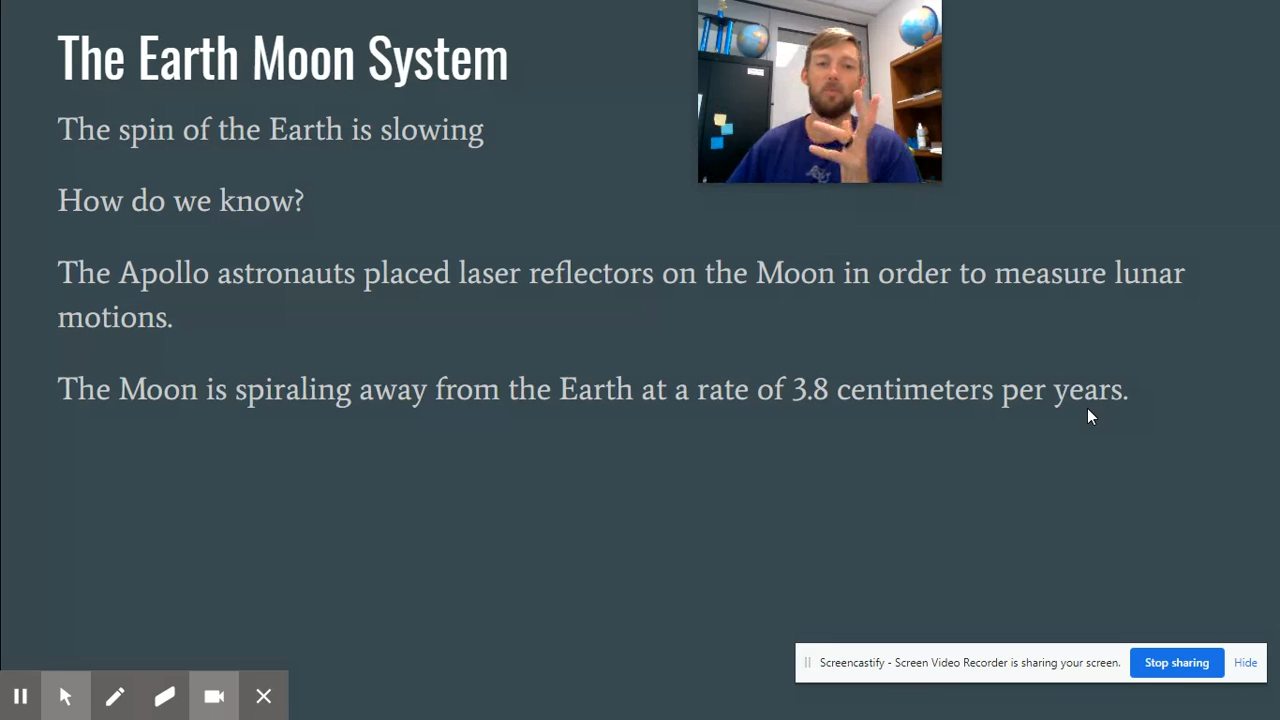 The Earth Moon System
The spin of the Earth is slowing
How do we know?
The Apollo astronauts placed laser reflectors on the Moon in order to measure lunar
motions.
The Moon is spiraling away from the Earth at a rate of 3.8 centimeters per years.
Screencastify - Screen Video Recorder is sharing your screen.
Stop sharing
Hide